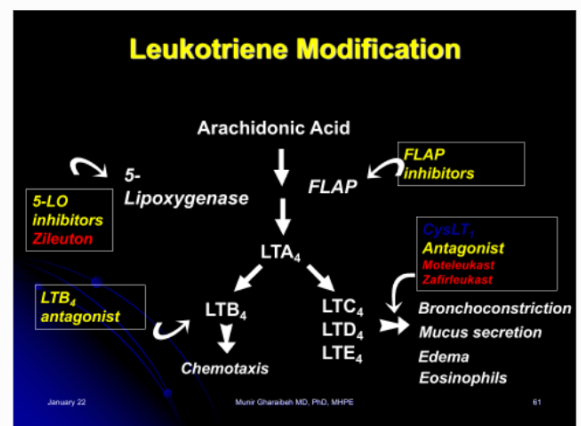 Leukotriene Modification
Arachidonic Acid
5-
Lipoxygenase
FLAP
FLAP
inhibitors
5-LO
inhibitors
Zileuton
CysLT₁
Antagonist
Moteleukast
Zafirleukast
LTA₄
LTB₄
antagonist
LTB₄
LTC₄
LTD₄
LTE₄
Bronchoconstriction
Mucus secretion
Edema
Eosinophils
Chemotaxis
January 22
Munir Gharaibeh MD, PhD, MHPE
61